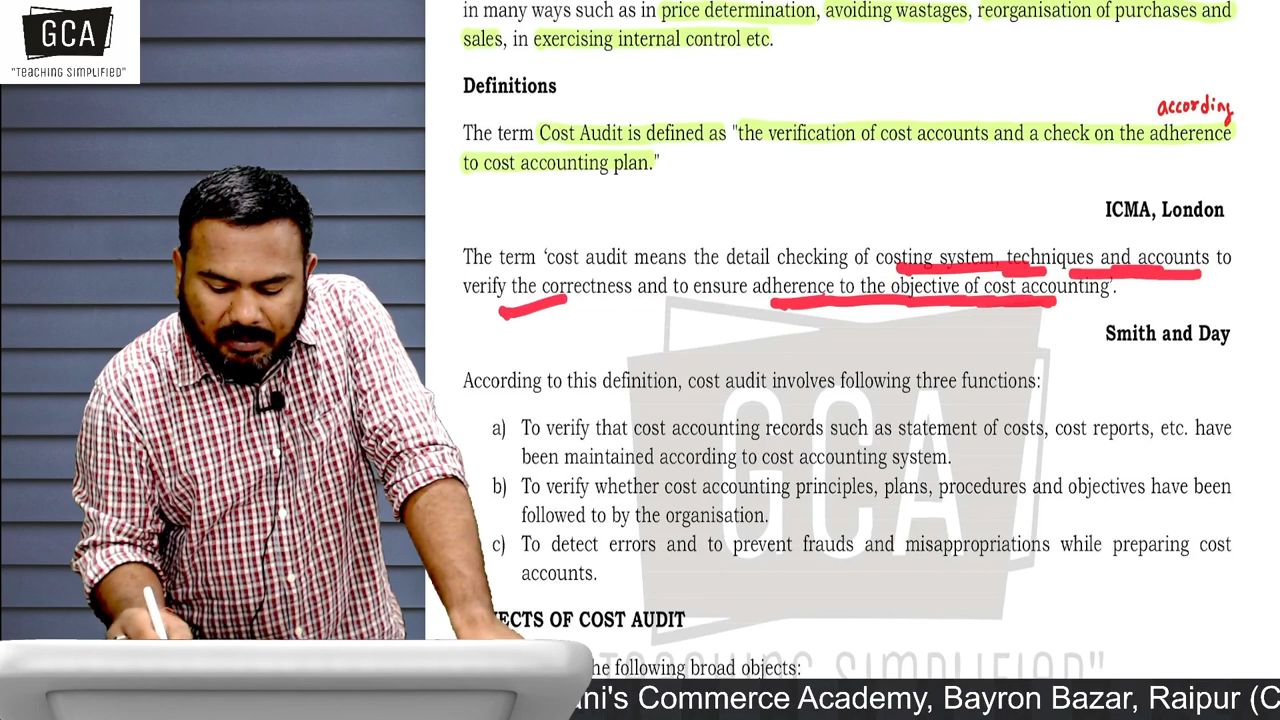 GCA
"TEACHING SIMPLIFIED"
in many ways such as in price determination, avoiding wastages, reorganisation of purchases and
sales, in exercising internal control etc.
Definitions
according
The term Cost Audit is defined as "the verification of cost accounts and a check on the adherence
to cost accounting plan."
ICMA, London
The term ‘cost audit means the detail checking of costing system, techniques and accounts to
verify the correctness and to ensure adherence to the objective of cost accounting’.
Smith and Day
According to this definition, cost audit involves following three functions:
a) To verify that cost accounting records such as statement of costs, cost reports, etc. have
been maintained according to cost accounting system.
b) To verify whether cost accounting principles, plans, procedures and objectives have been
followed to by the organisation.
c) To detect errors and to prevent frauds and misappropriations while preparing cost
accounts.
GCA
ECTS OF COST AUDIT
he following broad objects:
"TEACHING SIMPLIFIED"
ani's Commerce Academy, Bayron Bazar, Raipur (C